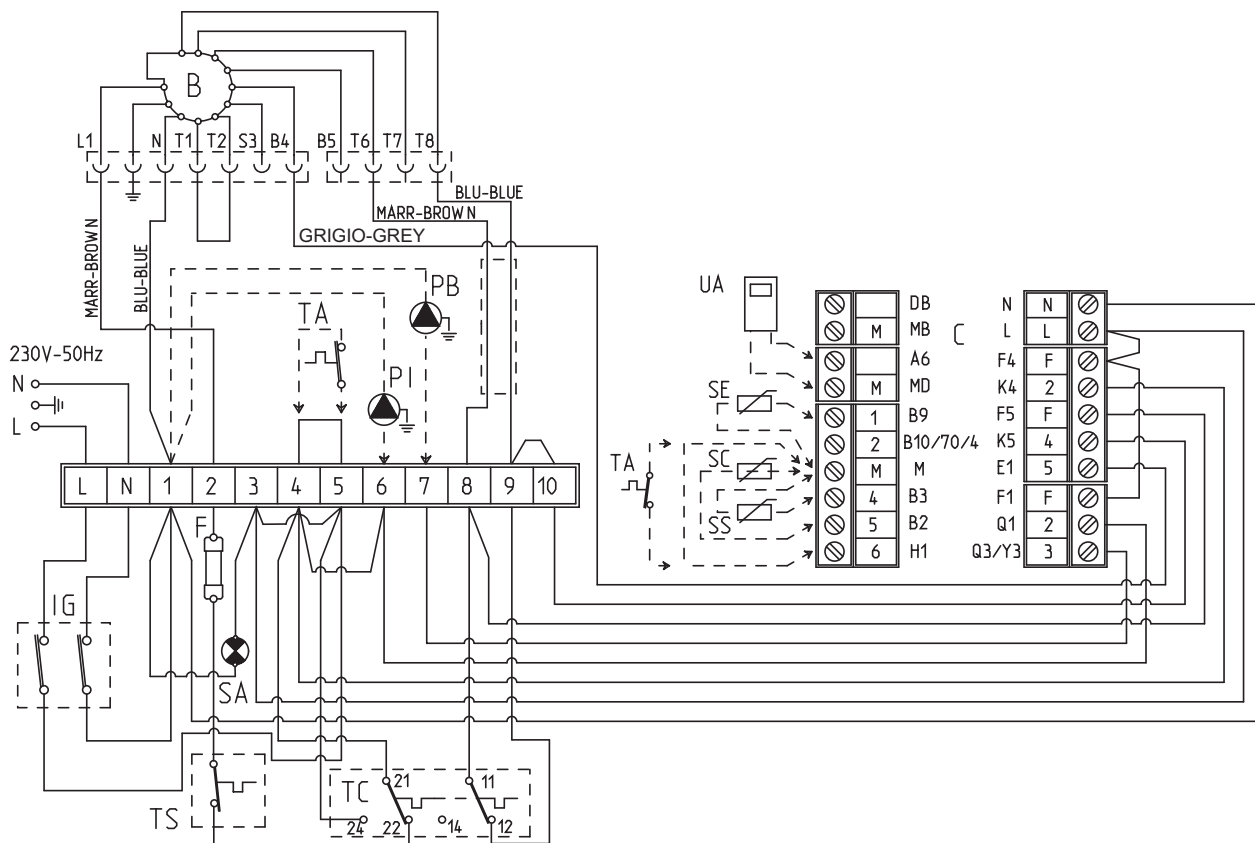 B
L1 N T1 T2 S3 B4 B5 T6 T7 T8
BLU-BLUE
MARR-BROWN
GRIGIO-GREY
MARR-BROWN
BLU-BLUE
PB
TA
PI
230V-50Hz
N
L
L N 1 2 3 4 5 6 7 8 9 10
F
IG
SA
TS
TC
21 11
24 22 14 12
UA
SE
SC
TA
SS
DB
M MB
A6
M MD
1 B9
2 B10/70/4
M M
4 B3
5 B2
6 H1
C
N N
L L
F4 F
K4 2
F5 F
K5 4
E1 5
F1 F
Q1 2
Q3/Y3 3